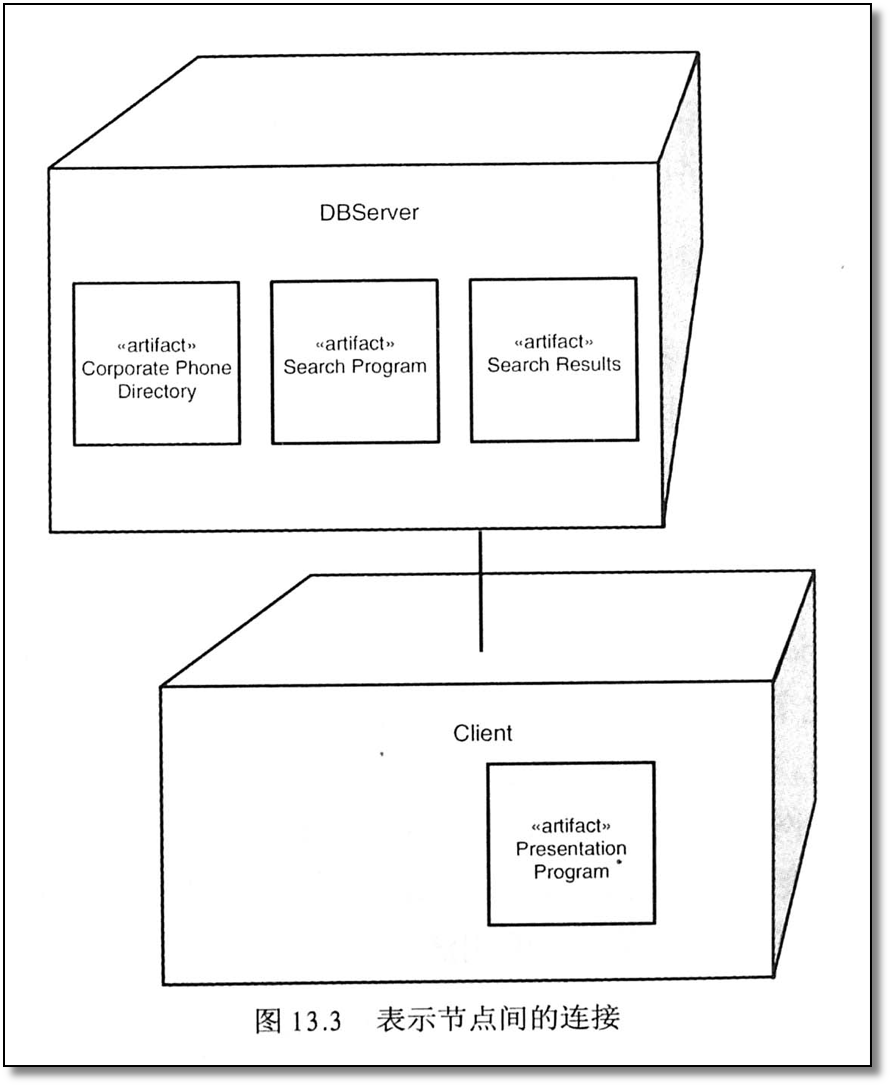 DBServer
«artifact»
Corporate Phone
Directory
«artifact»
Search Program
«artifact»
Search Results
Client
«artifact»
Presentation
Program
图 13.3 表示节点间的连接